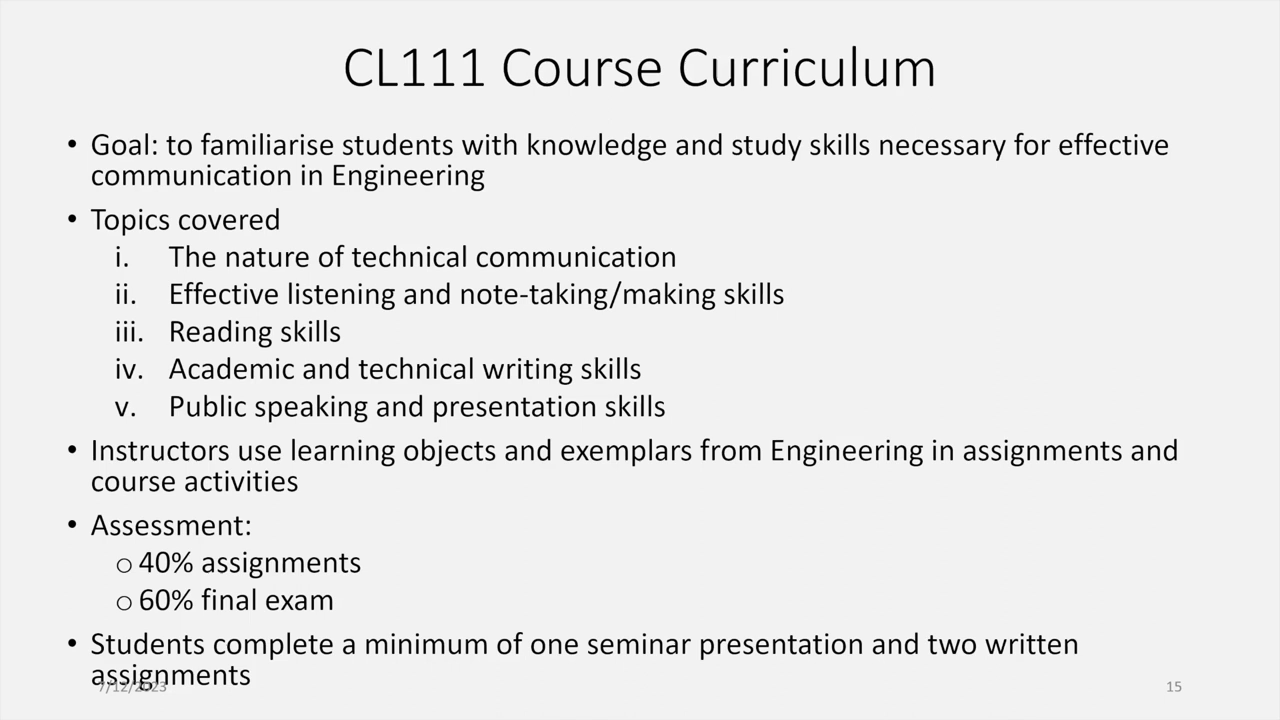 CL111 Course Curriculum
• Goal: to familiarise students with knowledge and study skills necessary for effective
communication in Engineering
• Topics covered
i. The nature of technical communication
ii. Effective listening and note-taking/making skills
iii. Reading skills
iv. Academic and technical writing skills
v. Public speaking and presentation skills
• Instructors use learning objects and exemplars from Engineering in assignments and
course activities
• Assessment:
o 40% assignments
o 60% final exam
• Students complete a minimum of one seminar presentation and two written
assignments
7/12/2023
15